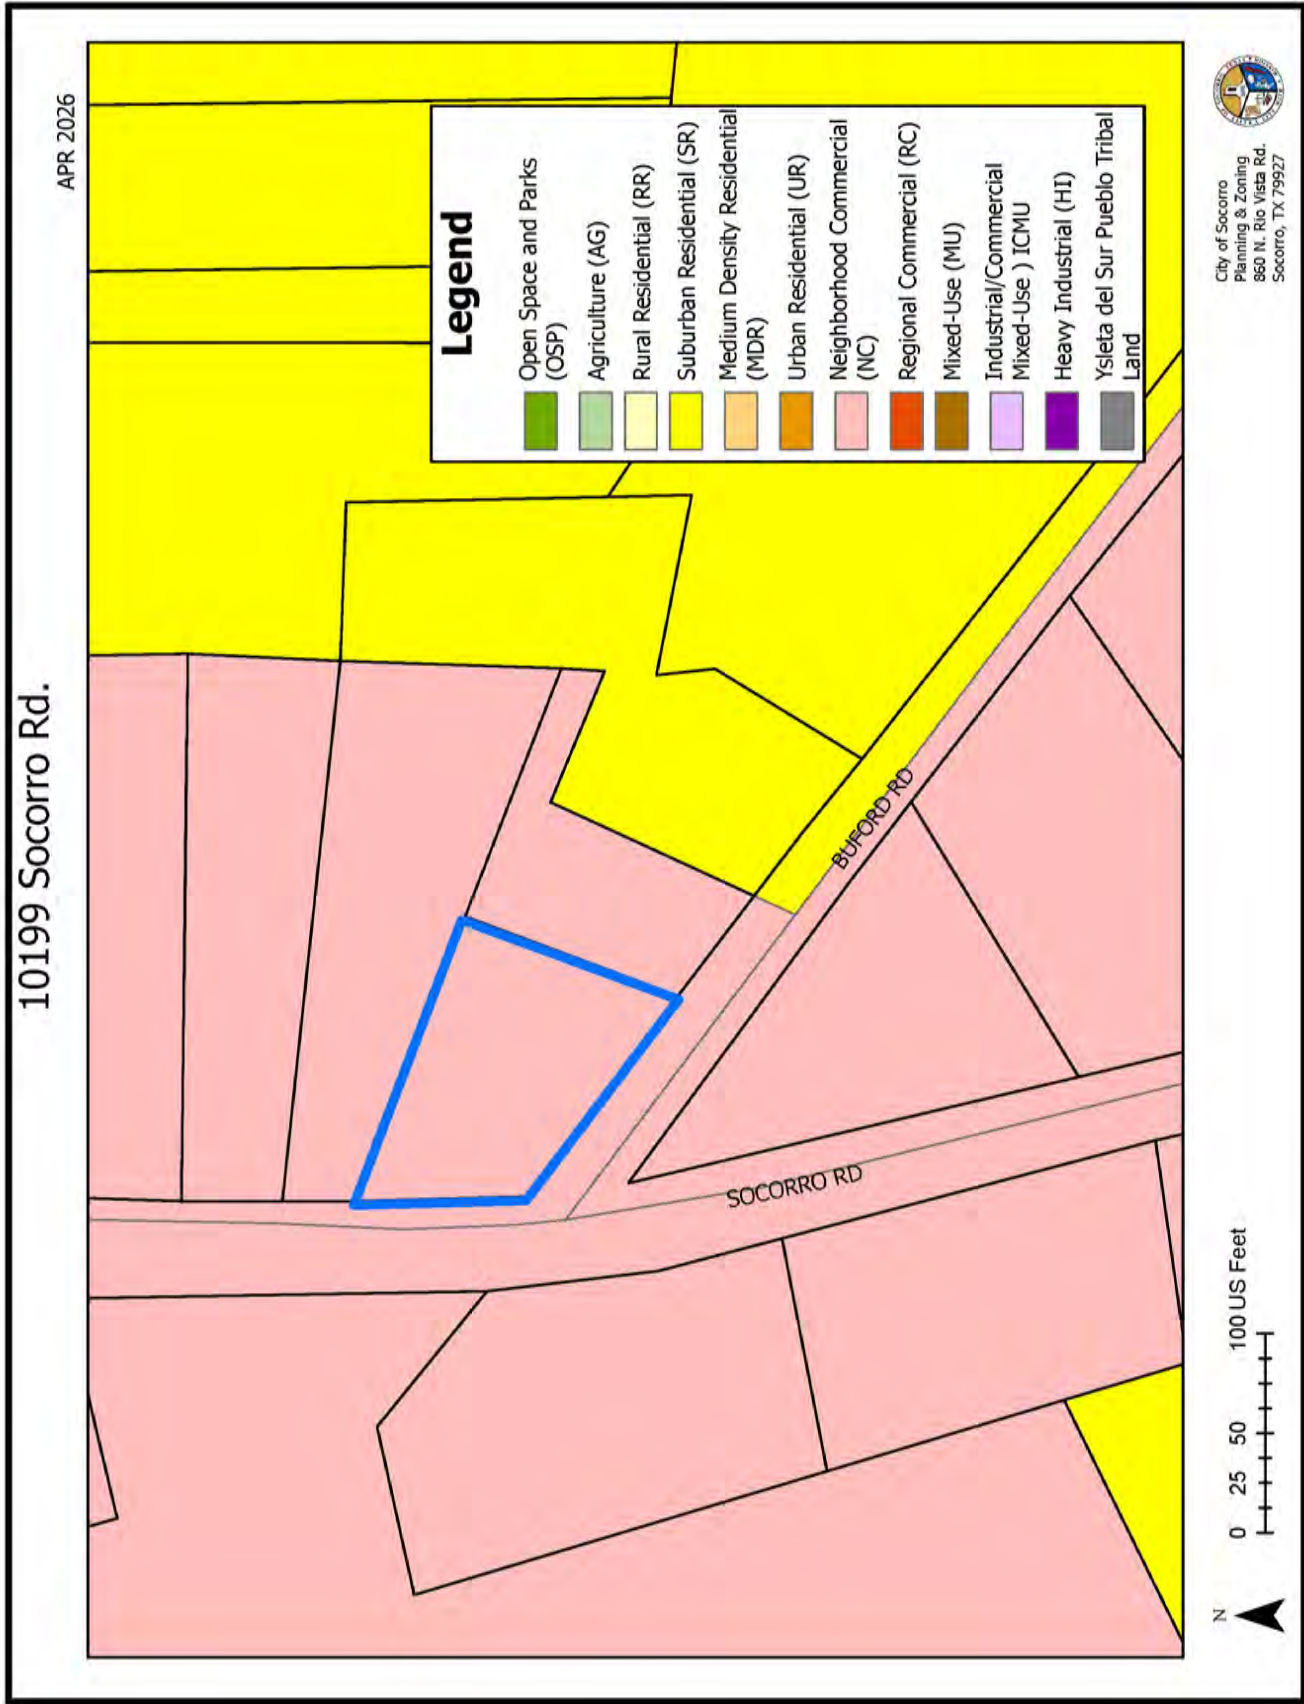 10199 Socorro Rd.
APR 2026
Legend
Open Space and Parks
(OSP)
Agriculture (AG)
Rural Residential (RR)
Suburban Residential (SR)
Medium Density Residential
(MDR)
Urban Residential (UR)
Neighborhood Commercial
(NC)
Regional Commercial (RC)
Mixed-Use (MU)
Industrial/Commercial
Mixed-Use ) ICMU
Heavy Industrial (HI)
Ysleta del Sur Pueblo Tribal
Land
BUFORD RD
SOCORRO RD
N
0 25 50 100 US Feet
City of Socorro
Planning & Zoning
860 N. Rio Vista Rd.
Socorro, TX 79927